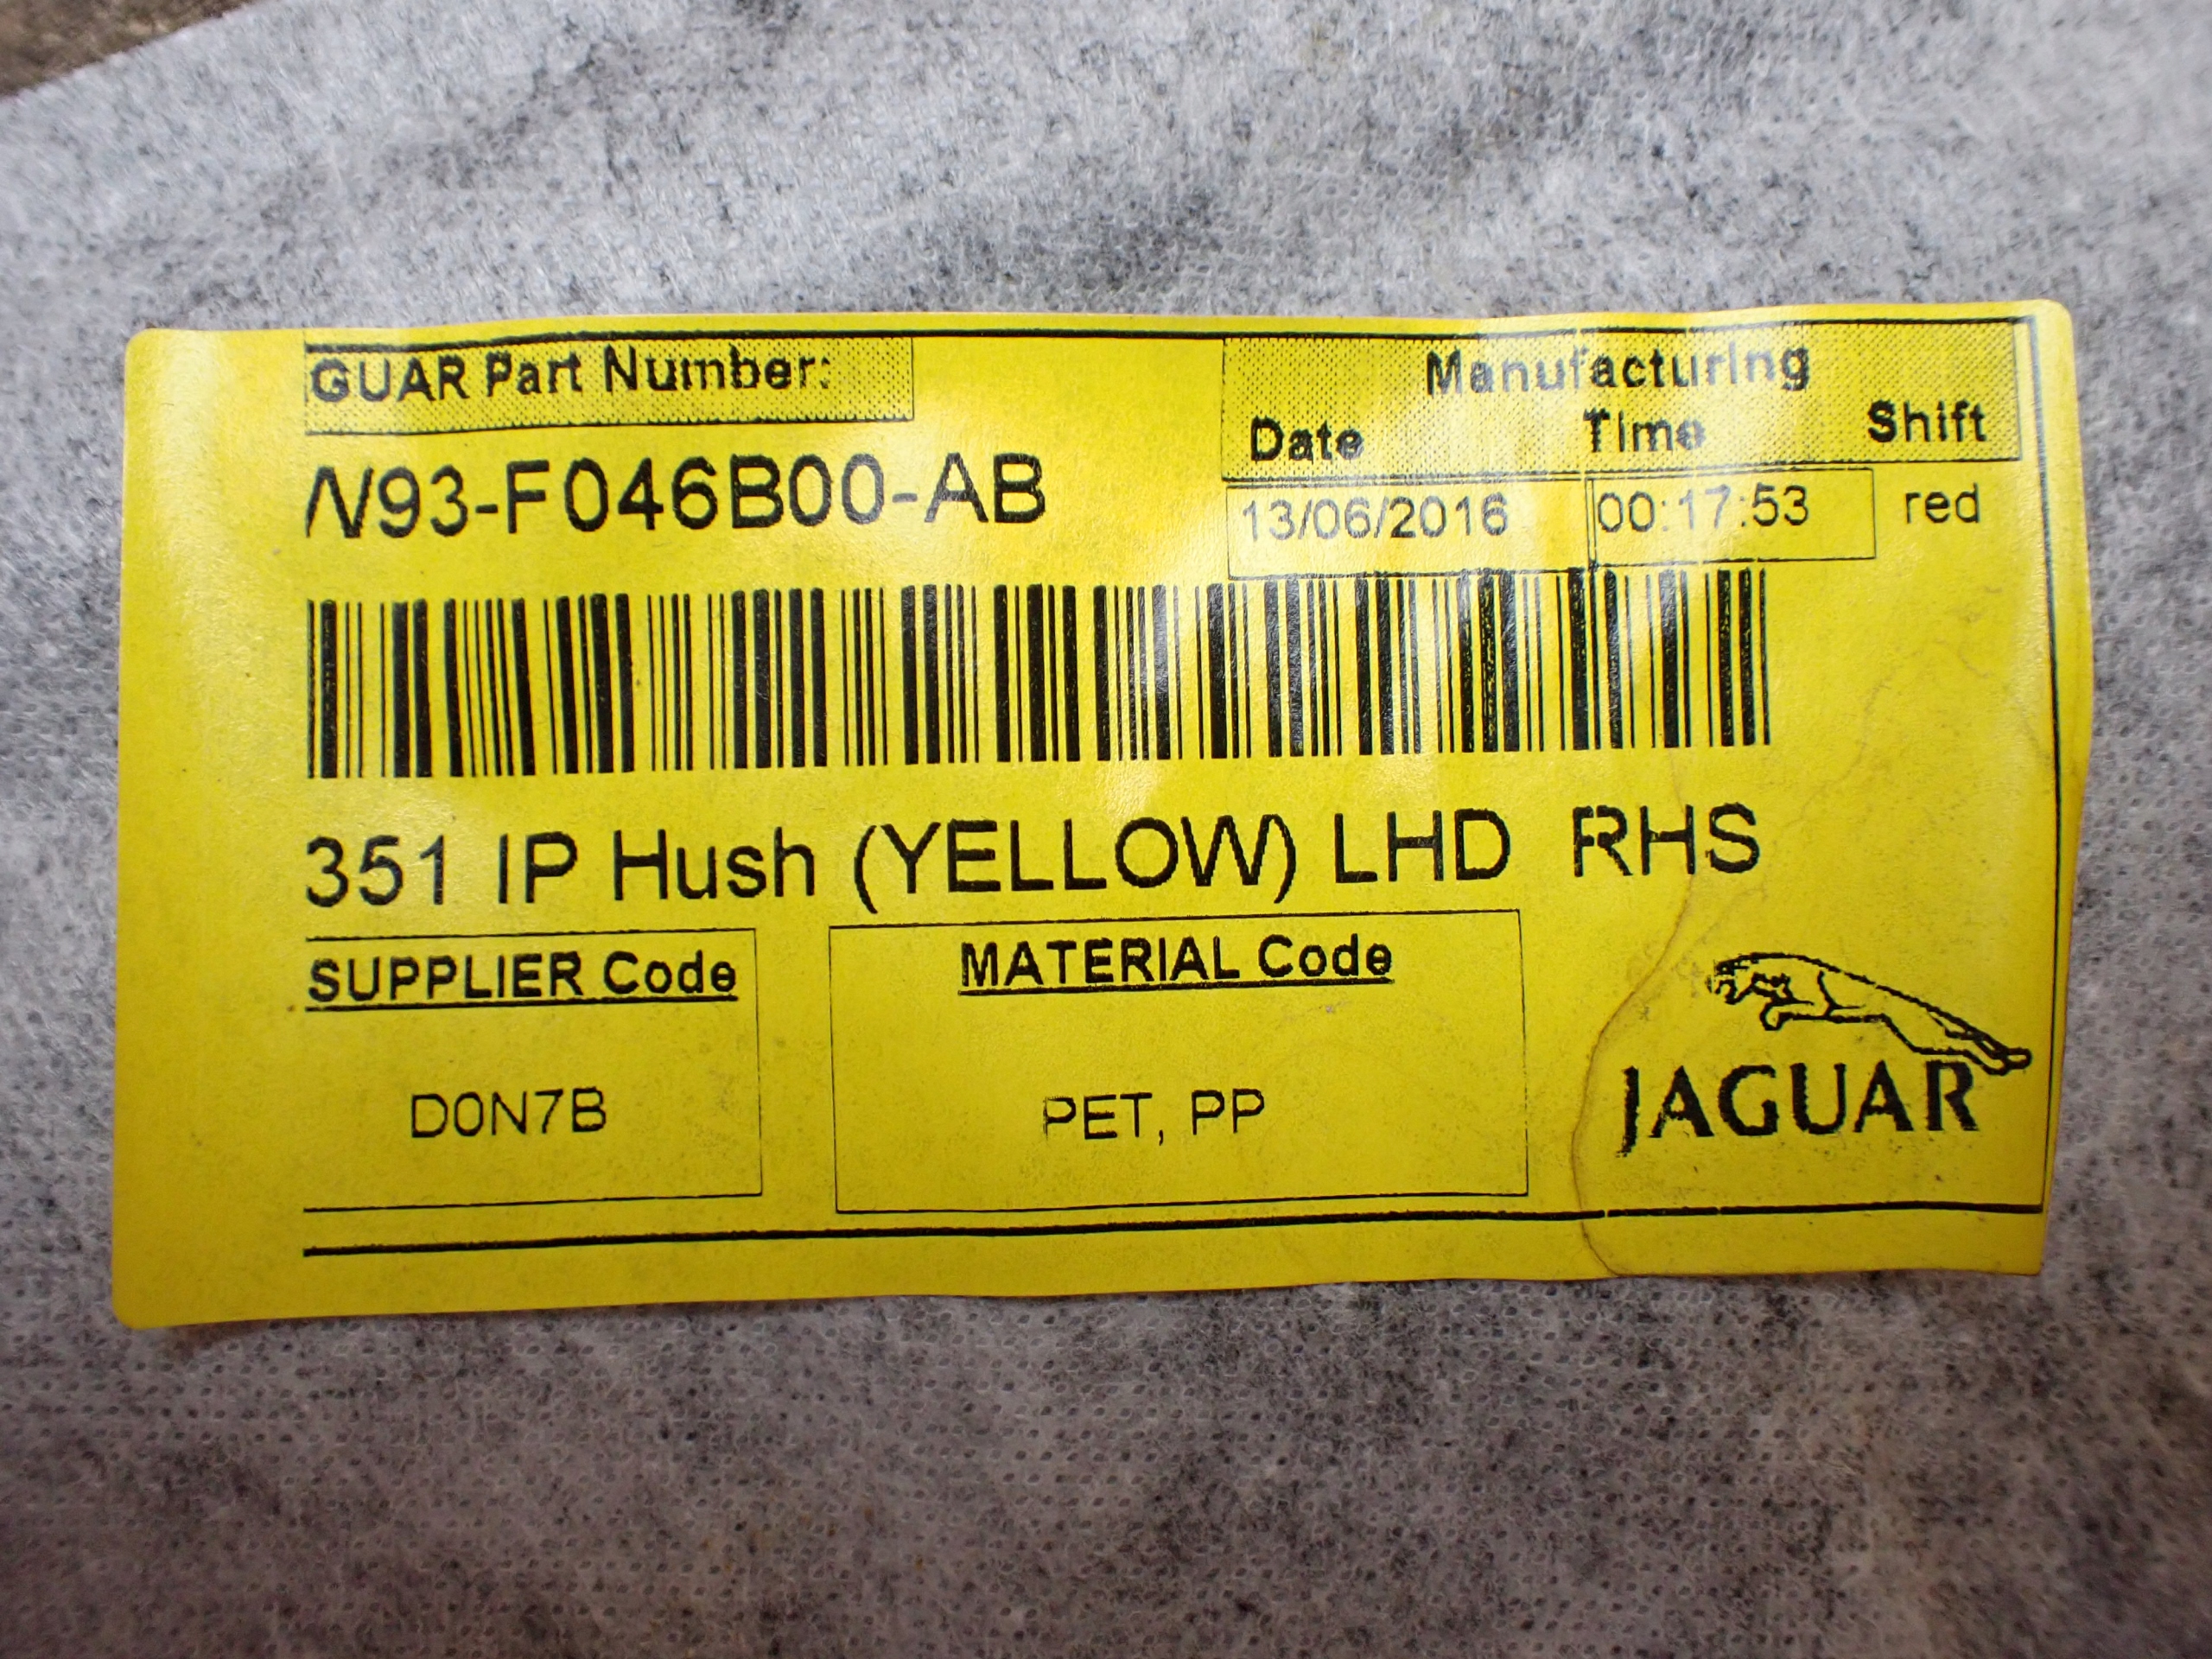 GUAR Part Number:
Manufacturing
Date Time Shift
W93-F046B00-AB
13/06/2016 00:17:53 red
351 IP Hush (YELLOW) LHD RHS
SUPPLIER Code
MATERIAL Code
D0N7B
PET, PP
JAGUAR